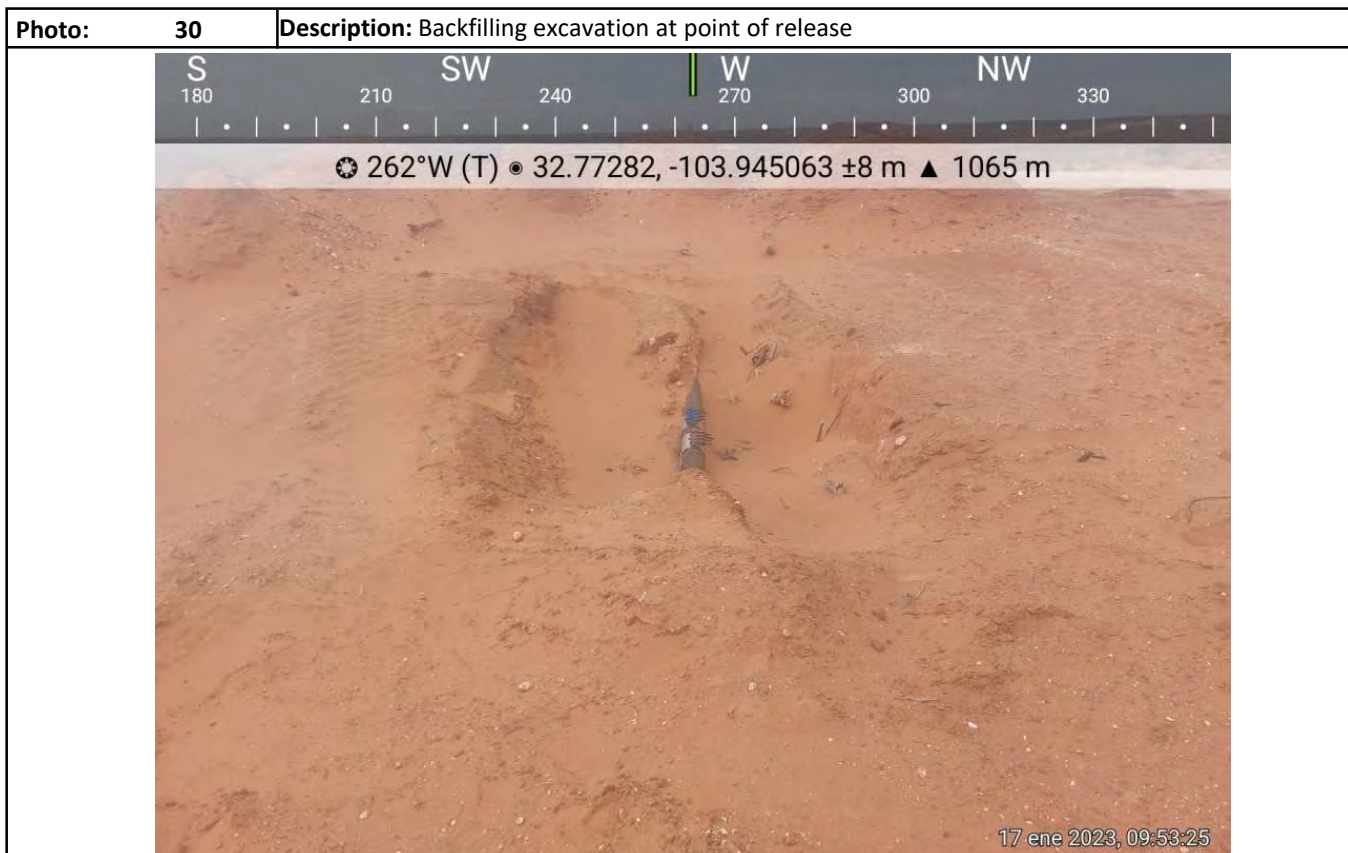 Photo: 30 Description: Backfilling excavation at point of release
S SW W NW
180 210 240 270 300 330
262°W (T) 32.77282, -103.945063 ±8 m ▲ 1065 m
17 ene 2023, 09:53:25